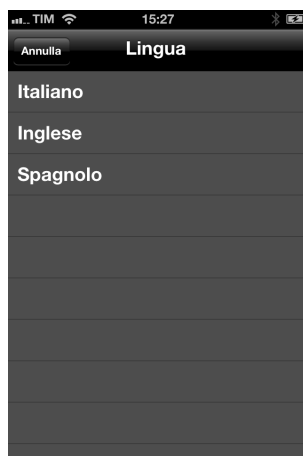 TIM 15:27
Annulla Lingua
Italiano
Inglese
Spagnolo